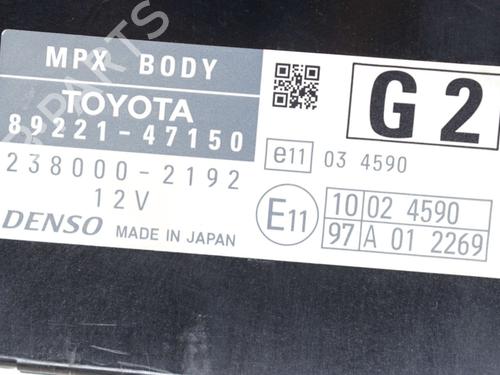 MPX BODY
TOYOTA
89221-47150
238000-2192
12V
DENSO MADE IN JAPAN
G2
e11 03 4590
E11
10 02 4590
97 A 01 2269